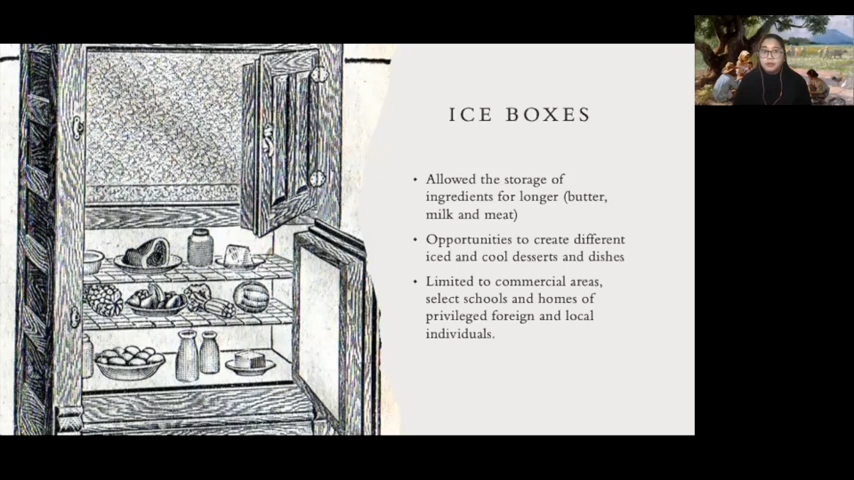 ICE BOXES
• Allowed the storage of
ingredients for longer (butter,
milk and meat)
• Opportunities to create different
iced and cool desserts and dishes
• Limited to commercial areas,
select schools and homes of
privileged foreign and local
individuals.